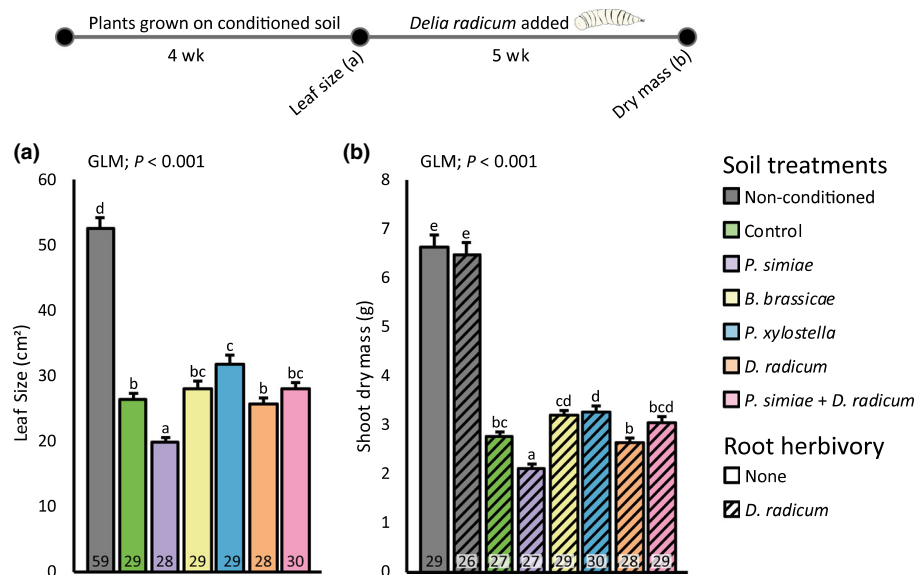 Plants grown on conditioned soil
Delia radicum added
4 wk
5 wk
Leaf size (a)
Dry mass (b)
(a)
GLM; P < 0.001
60
50
40
30
20
10
0
Leaf Size (cm²)
d
b
a
bc
c
b
bc
59
29
28
29
29
28
30
(b)
GLM; P < 0.001
8
7
6
5
4
3
2
1
0
Shoot dry mass (g)
e
e
bc
a
cd
d
b
bcd
29
26
27
27
29
30
28
29
Soil treatments
Non-conditioned
Control
P. simiae
B. brassicae
P. xylostella
D. radicum
P. simiae + D. radicum
Root herbivory
None
D. radicum